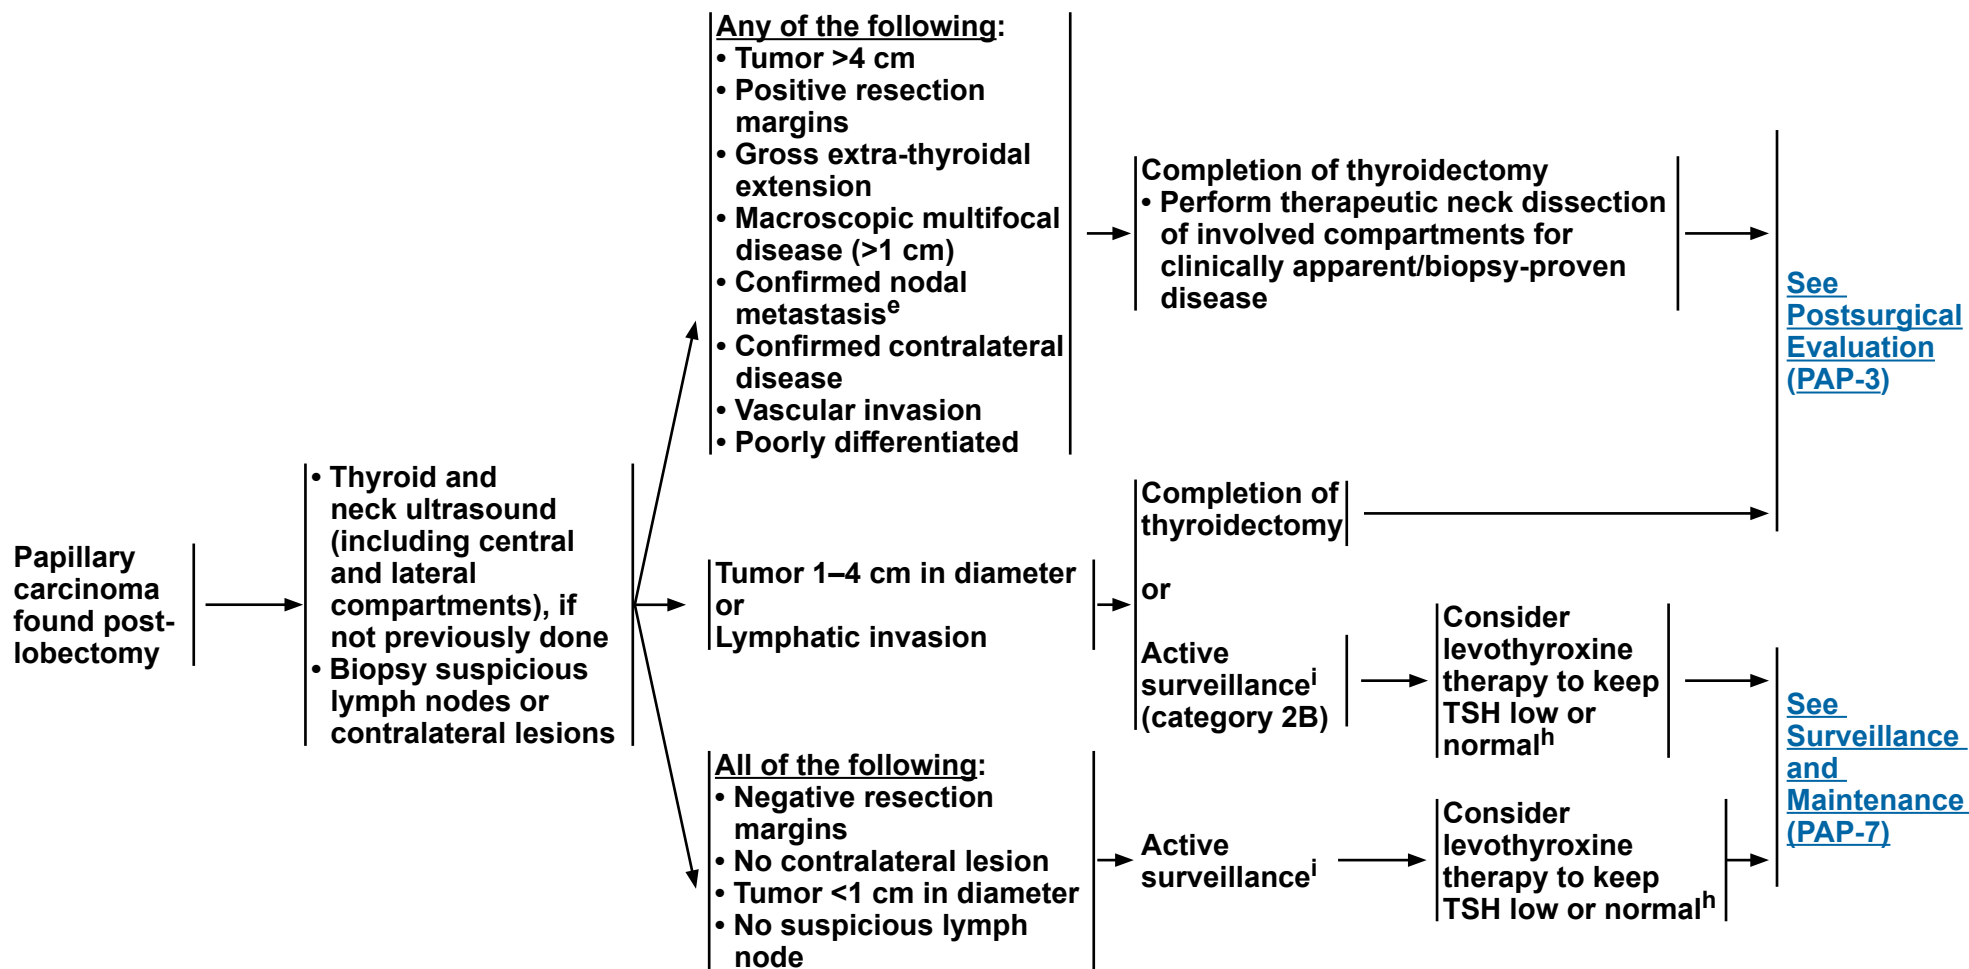 Papillary
carcinoma
found post-
lobectomy
• Thyroid and
neck ultrasound
(including central
and lateral
compartments), if
not previously done
• Biopsy suspicious
lymph nodes or
contralateral lesions
Any of the following:
• Tumor >4 cm
• Positive resection
margins
• Gross extra-thyroidal
extension
• Macroscopic multifocal
disease (>1 cm)
• Confirmed nodal
metastasisᵉ
• Confirmed contralateral
disease
• Vascular invasion
• Poorly differentiated
Completion of thyroidectomy
• Perform therapeutic neck dissection
of involved compartments for
clinically apparent/biopsy-proven
disease
See
Postsurgical
Evaluation
(PAP-3)
Tumor 1–4 cm in diameter
or
Lymphatic invasion
Completion of
thyroidectomy
or
Active
surveillanceⁱ
(category 2B)
Consider
levothyroxine
therapy to keep
TSH low or
normalʰ
All of the following:
• Negative resection
margins
• No contralateral lesion
• Tumor <1 cm in diameter
• No suspicious lymph
node
Active
surveillanceⁱ
Consider
levothyroxine
therapy to keep
TSH low or normalʰ
See
Surveillance
and
Maintenance
(PAP-7)